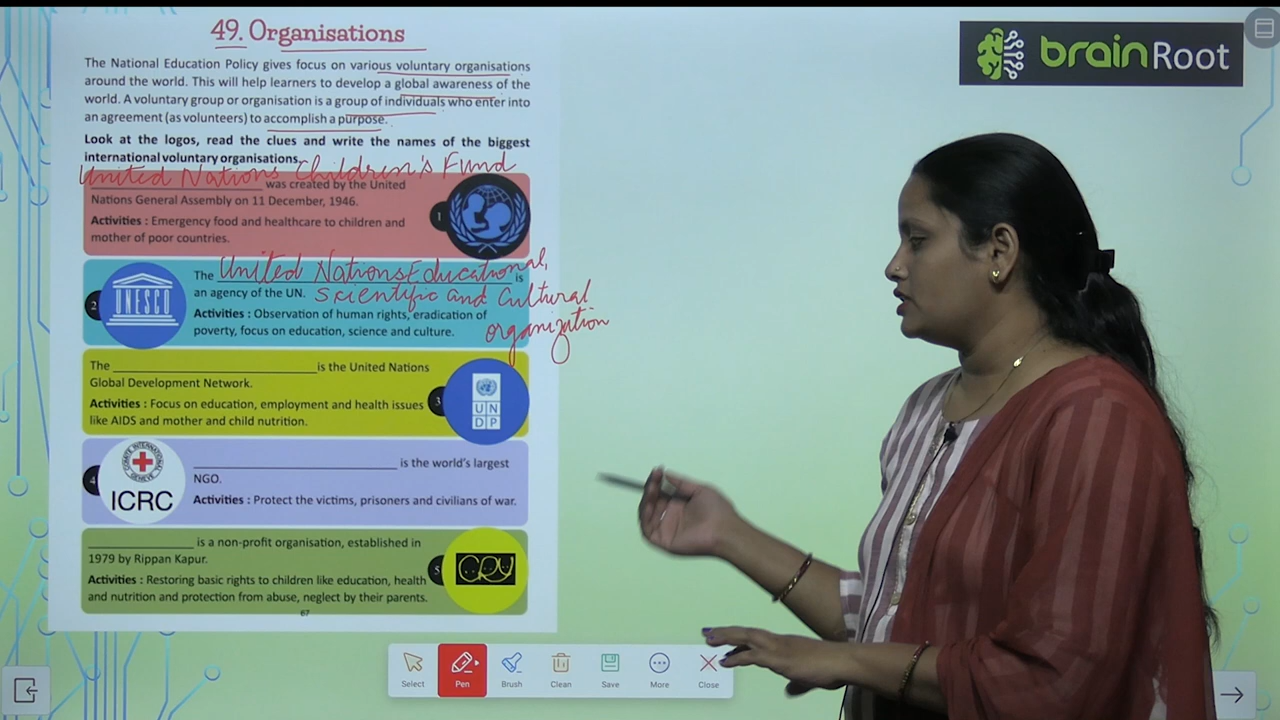 49. Organisations
brainRoot
The National Education Policy gives focus on various voluntary organisations
around the world. This will help learners to develop a global awareness of the
world. A voluntary group or organisation is a group of individuals who enter into
an agreement (as volunteers) to accomplish a purpose.
Look at the logos, read the clues and write the names of the biggest
international voluntary organisations.
United Nations Children's Fund
was created by the United
Nations General Assembly on 11 December, 1946.
Activities : Emergency food and healthcare to children and
mother of poor countries.
1
The United Nations Educational, is
an agency of the UN. Scientific and Cultural
organization
Activities : Observation of human rights, eradication of
poverty, focus on education, science and culture.
2
UNESCO
The ____________ is the United Nations
Global Development Network.
Activities : Focus on education, employment and health issues
like AIDS and mother and child nutrition.
3
UN
DP
____________ is the world's largest
NGO.
Activities : Protect the victims, prisoners and civilians of war.
4
COMITE INTERNATIONAL GENEVE
ICRC
____________ is a non-profit organisation, established in
1979 by Rippan Kapur.
Activities : Restoring basic rights to children like education, health
and nutrition and protection from abuse, neglect by their parents.
5
CRY
67
Select Pen Brush Clean Save More Close